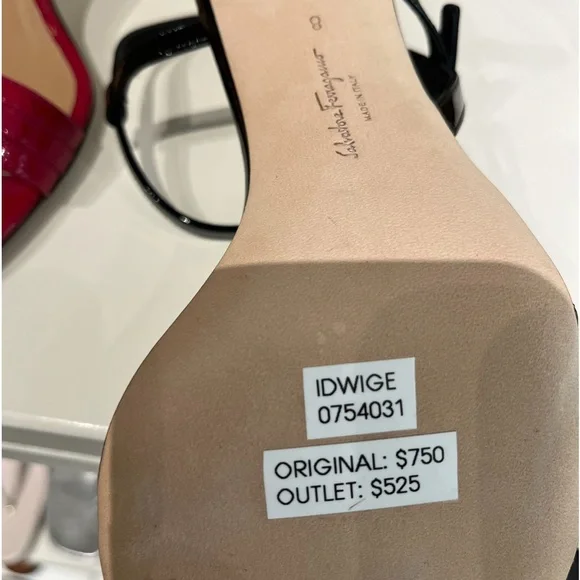 8
Salvatore Ferragamo
MADE IN ITALY
IDWIGE
0754031
ORIGINAL: $750
OUTLET: $525